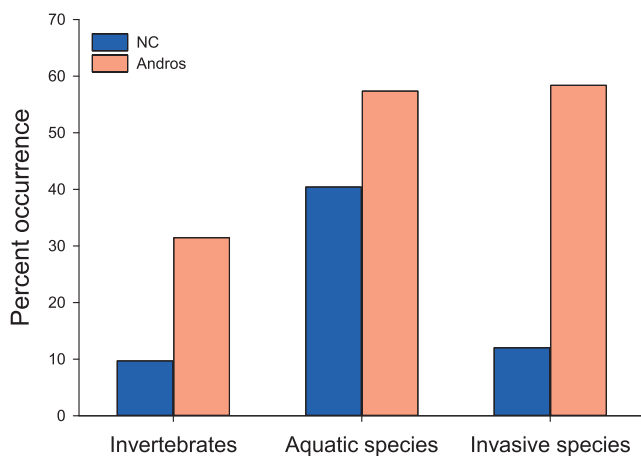 70
60
50
40
30
20
10
0
Percent occurrence
NC
Andros
Invertebrates
Aquatic species
Invasive species